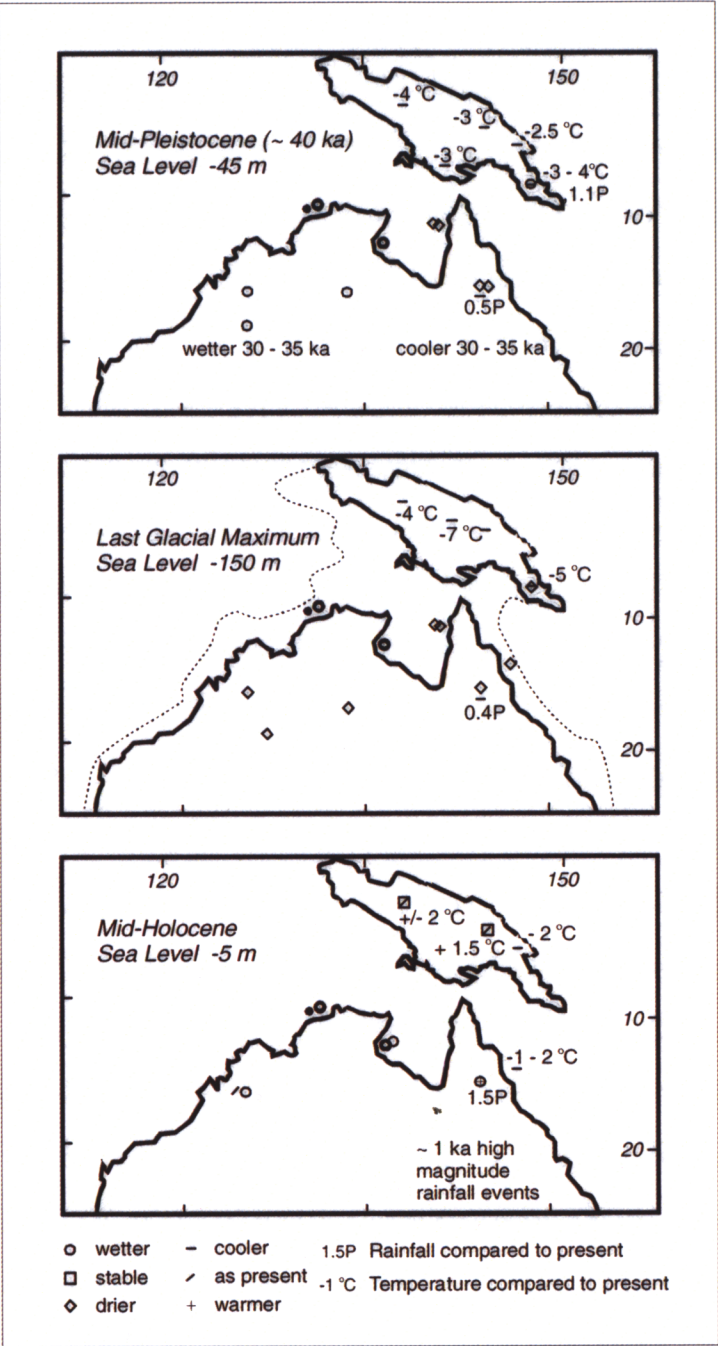 120 150
-4 °C
-3 °C
-2.5 °C
Mid-Pleistocene (~ 40 ka)
Sea Level -45 m
-3 °C
-3 - 4°C
1.1P
10
0.5P
wetter 30 - 35 ka cooler 30 - 35 ka
20
120 150
-4 °C
-7 °C
Last Glacial Maximum
Sea Level -150 m
-5 °C
10
0.4P
20
120 150
+/- 2 °C
Mid-Holocene
- 2 °C
+ 1.5 °C
Sea Level -5 m
10
-1 - 2 °C
1.5P
~ 1 ka high
magnitude
rainfall events
20
wetter cooler 1.5P Rainfall compared to present
stable as present -1 °C Temperature compared to present
drier warmer